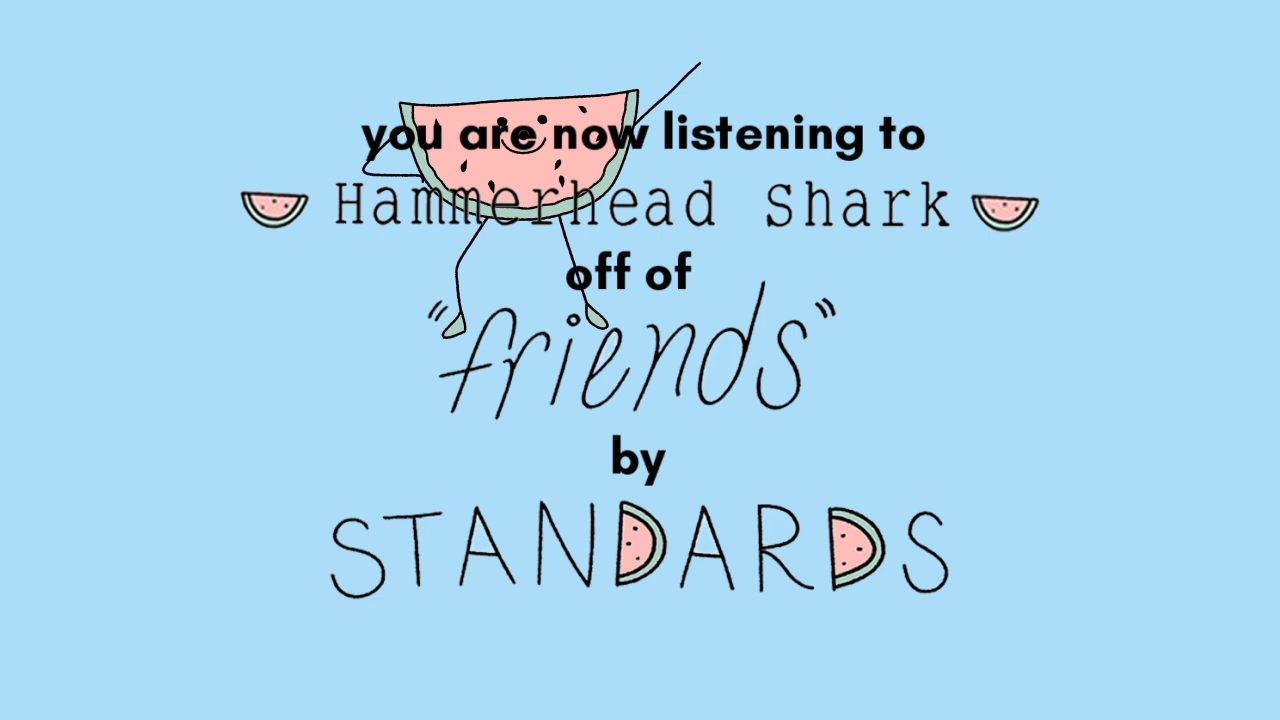 you are now listening to
Hammerhead Shark
off of
"friends"
by
STANDARDS